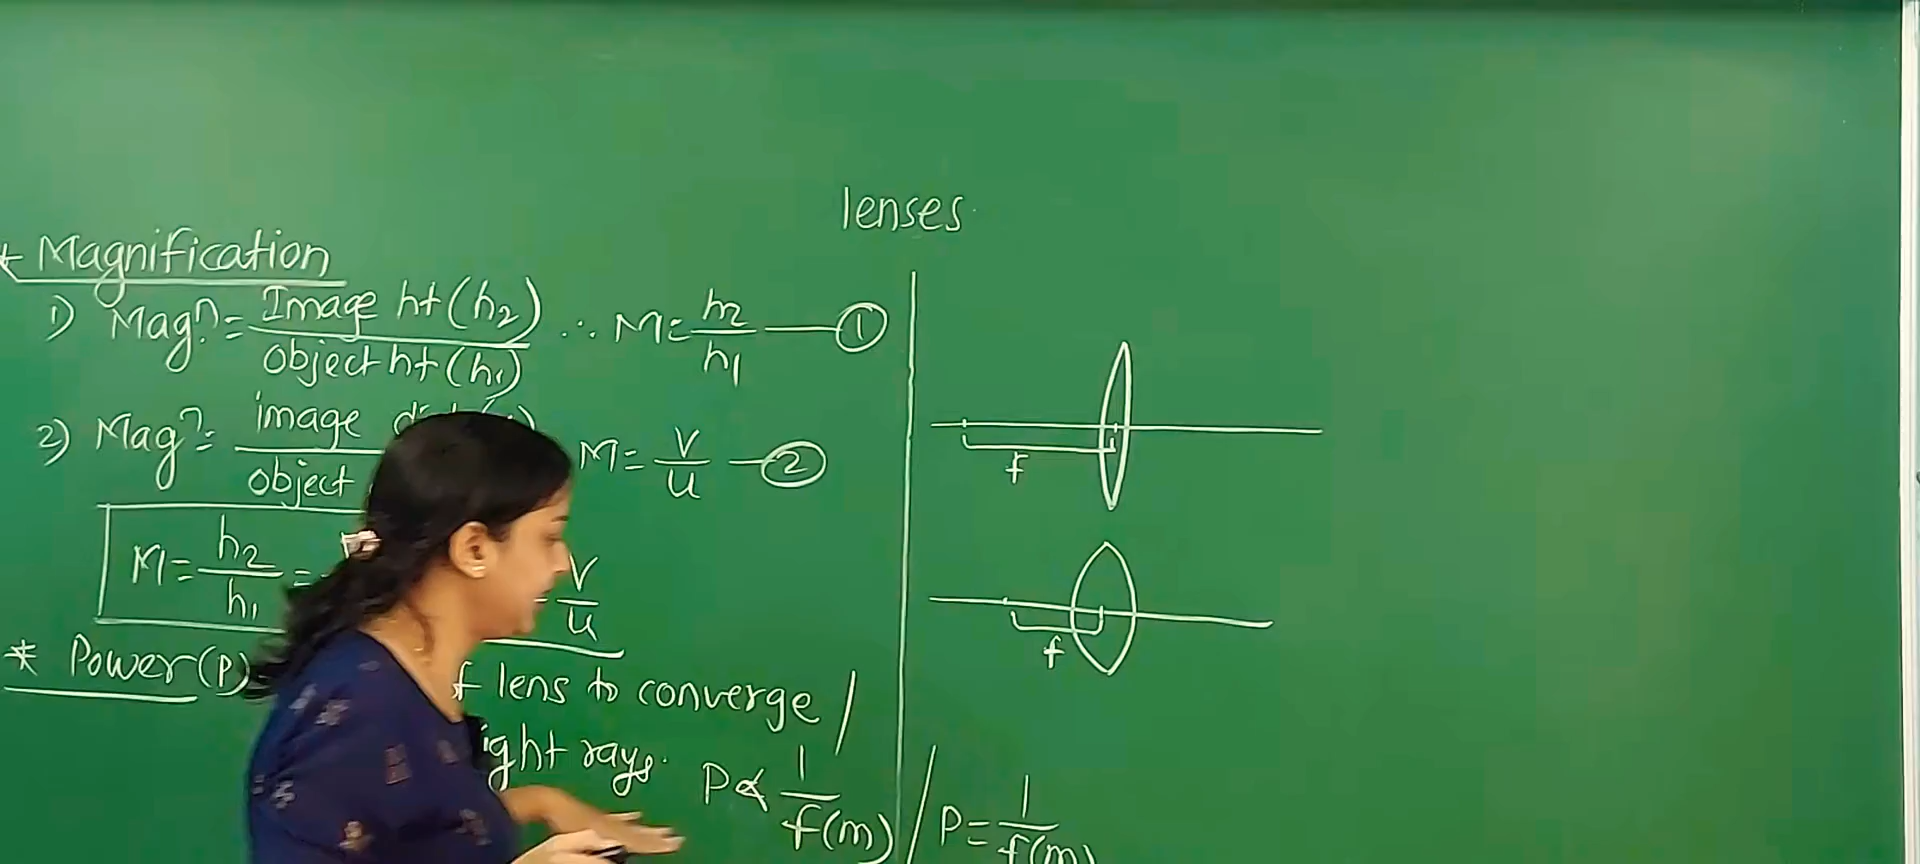 lenses
* Magnification
1) Magn. = Image ht (h2) / object ht (h1) ∴ M = h2/h1 — ①
2) Magn. = image / object M = v/u — ②
M = h2/h1 = v/u
* Power (P) lens to converge /
light rays. P ∝ 1/f(m) / P = 1/f(m)
f
f